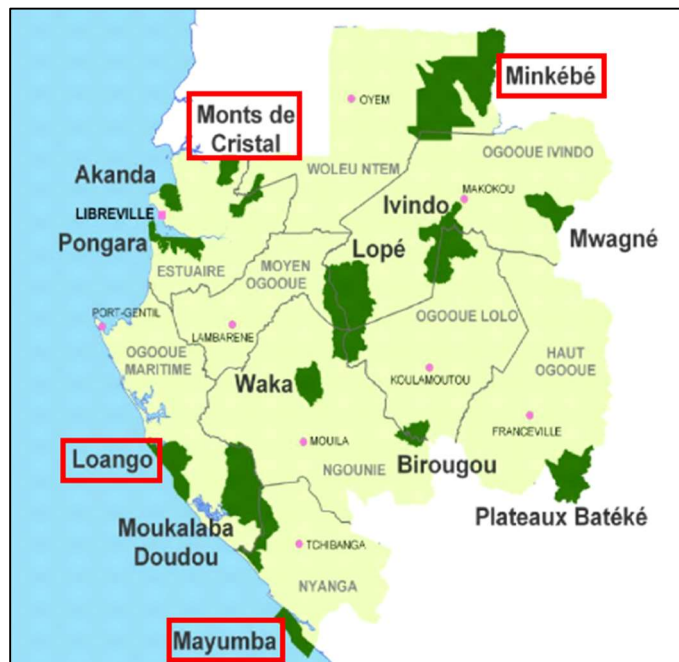 Minkébé
OYEM
Monts de
Cristal
OGOOUE IVINDO
WOLEU NTEM
Akanda
MAKOKOU
Ivindo
LIBREVILLE
Mwagné
Pongara
Lopé
MOYEN
OGOOUE
ESTUAIRE
PORT-GENTIL
OGOOUE LOLO
LAMBARENE
OGOOUE
MARITIME
HAUT
OGOOUE
Waka
KOULAMOUTOU
FRANCEVILLE
MOUILA
Loango
Birougou
NGOUNIE
Plateaux Batéké
Moukalaba
Doudou
TCHIBANGA
NYANGA
Mayumba